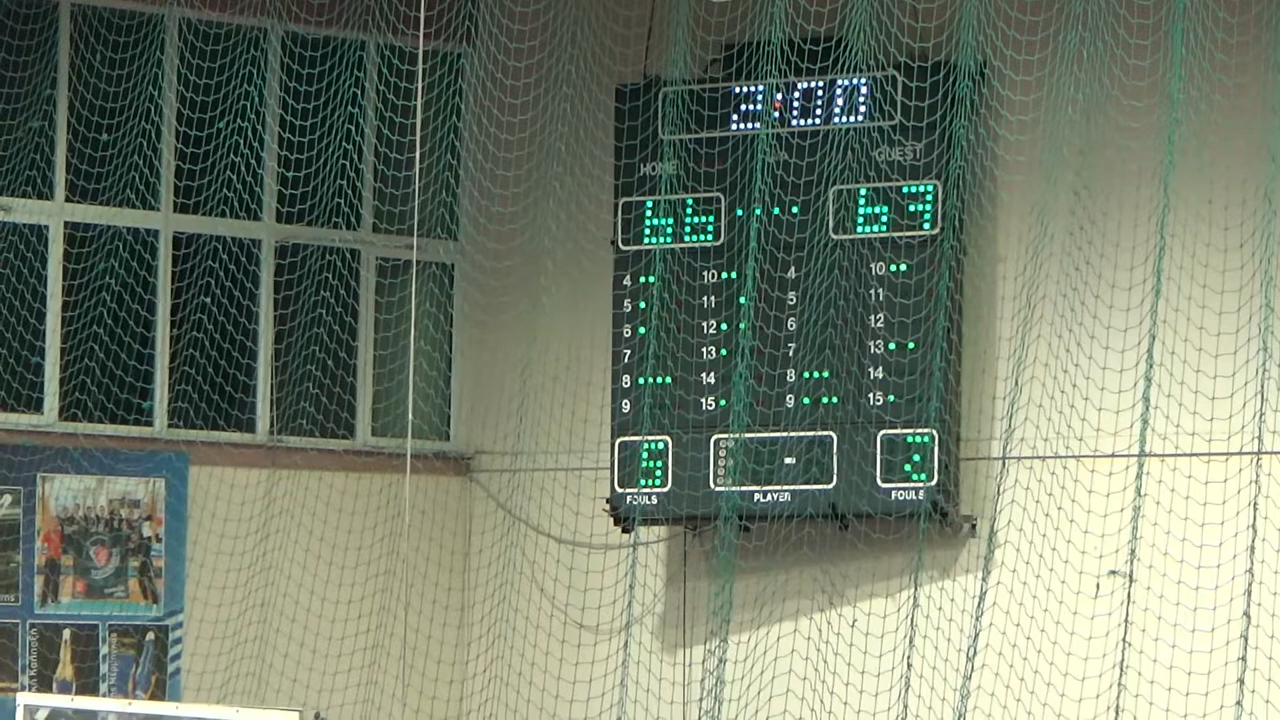 2:00
HOME GUEST
66 67
4 10 4 10
5 11 5 11
6 12 6 12
7 13 7 13
8 14 8 14
9 15 9 15
2
FOULS PLAYER FOULS